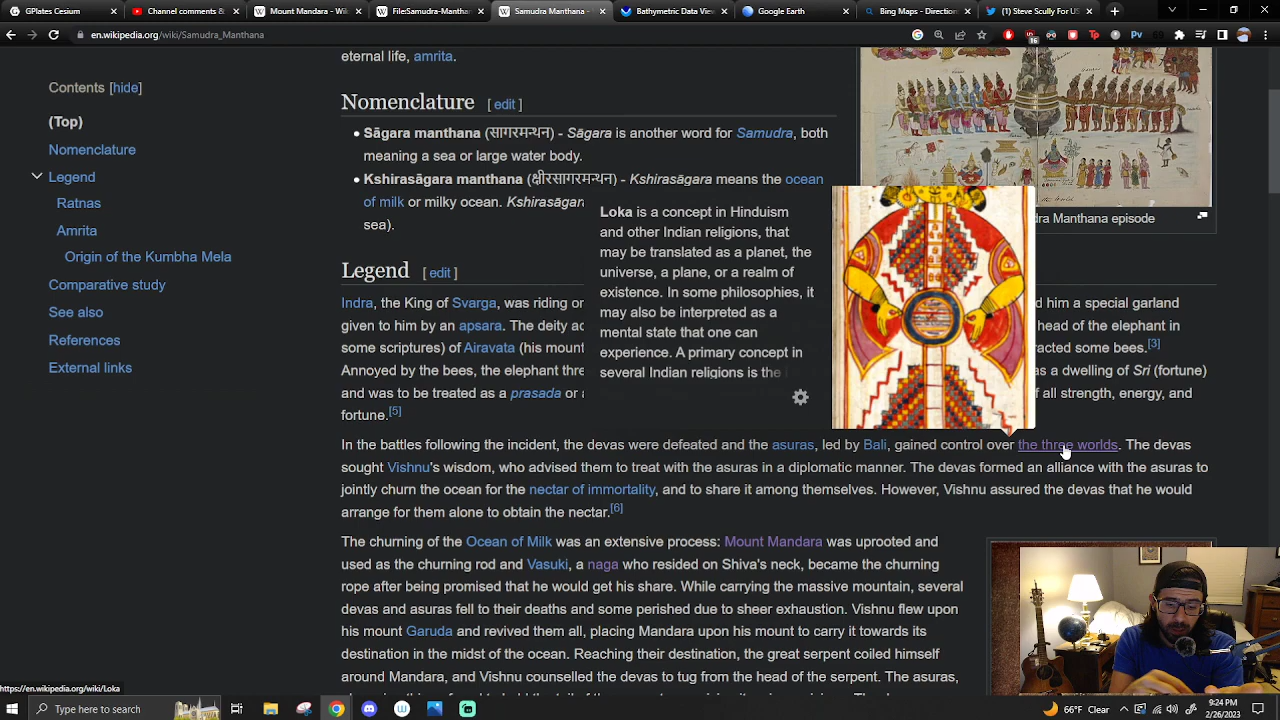 GPlates Cesium
Channel comments &
Mount Mandates - Wiki
FileSamudra-Manthan
Samudra Manthana -
Bathymetric Data View
Google Earth
Bing Maps - Direction
(1) Steve Scully For US
en.wikipedia.org/wiki/Samudra_Manthana
16
Tp
Pv
Contents [hide]
(Top)
Nomenclature
Legend
Ratnas
Amrita
Origin of the Kumbha Mela
Comparative study
See also
References
External links
eternal life, amrita.
Nomenclature [ edit ]
Sāgara manthana (सागरमन्थन) - Sāgara is another word for Samudra, both
meaning a sea or large water body.
Kshirasāgara manthana (क्षीरसागरमन्थन) - Kshirasāgara means the ocean
of milk or milky ocean. Kshirasāgar
sea).
dra Manthana episode
Loka is a concept in Hinduism
and other Indian religions, that
may be translated as a planet, the
universe, a plane, or a realm of
existence. In some philosophies, it
may also be interpreted as a
mental state that one can
experience. A primary concept in
several Indian religions is the
Legend [ edit ]
Indra, the King of Svarga, was riding on d him a special garland
given to him by an apsara. The deity ac head of the elephant in
some scriptures) of Airavata (his mount racted some bees.[3]
Annoyed by the bees, the elephant thre as a dwelling of Sri (fortune)
and was to be treated as a prasada or a f all strength, energy, and
fortune.[5]
In the battles following the incident, the devas were defeated and the asuras, led by Bali, gained control over the three worlds. The devas
sought Vishnu's wisdom, who advised them to treat with the asuras in a diplomatic manner. The devas formed an alliance with the asuras to
jointly churn the ocean for the nectar of immortality, and to share it among themselves. However, Vishnu assured the devas that he would
arrange for them alone to obtain the nectar.[6]
The churning of the Ocean of Milk was an extensive process: Mount Mandara was uprooted and
used as the churning rod and Vasuki, a naga who resided on Shiva's neck, became the churning
rope after being promised that he would get his share. While carrying the massive mountain, several
devas and asuras fell to their deaths and some perished due to sheer exhaustion. Vishnu flew upon
his mount Garuda and revived them all, placing Mandara upon his mount to carry it towards its
destination in the midst of the ocean. Reaching their destination, the great serpent coiled himself
around Mandara, and Vishnu counselled the devas to tug from the head of the serpent. The asuras,
https://en.wikipedia.org/wiki/Loka
Type here to search
66°F Clear
9:24 PM
2/26/2023